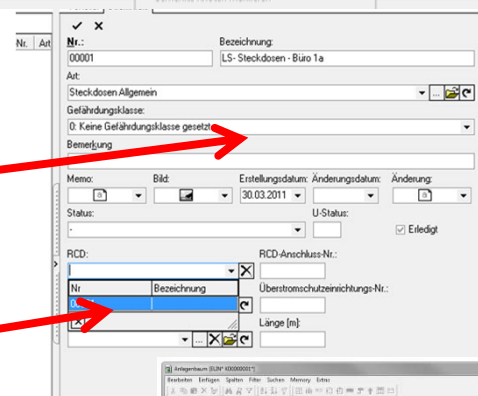 Nr. Art
Nr.: Bezeichnung:
00001 LS- Steckdosen - Büro 1a
Art:
Steckdosen Allgemein ...
Gefährdungsklasse:
0: Keine Gefährdungsklasse gesetzt
Bemerkung
Memo: Bild: Erstellungsdatum: Änderungsdatum: Änderung:
30.03.2011
Status: U-Status:
- Erledigt
RCD: RCD-Anschluss-Nr.:
Nr Bezeichnung Überstromschutzeinrichtungs-Nr.:
Länge [m]:
...
Anlagenbaum [ELIN* K00000001*]
Bearbeiten Einfügen Spalten Filter Suchen Memory Extras